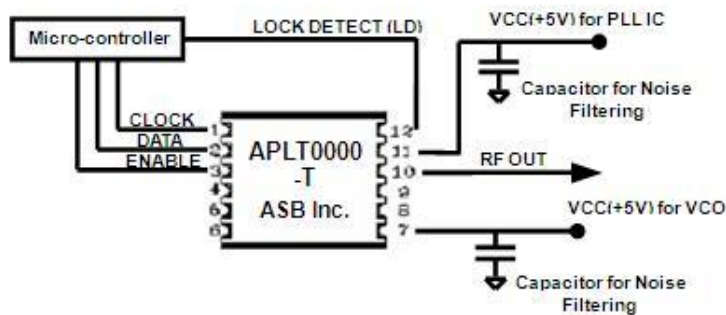 VCC(+5V) for PLL IC
Micro-controller
LOCK DETECT (LD)
Capacitor for Noise
Filtering
CLOCK
DATA
ENABLE
1
2
3
4
5
6
APLT0000
-T
ASB Inc.
12
11
10
9
8
7
RF OUT
VCC(+5V) for VCO
Capacitor for Noise
Filtering